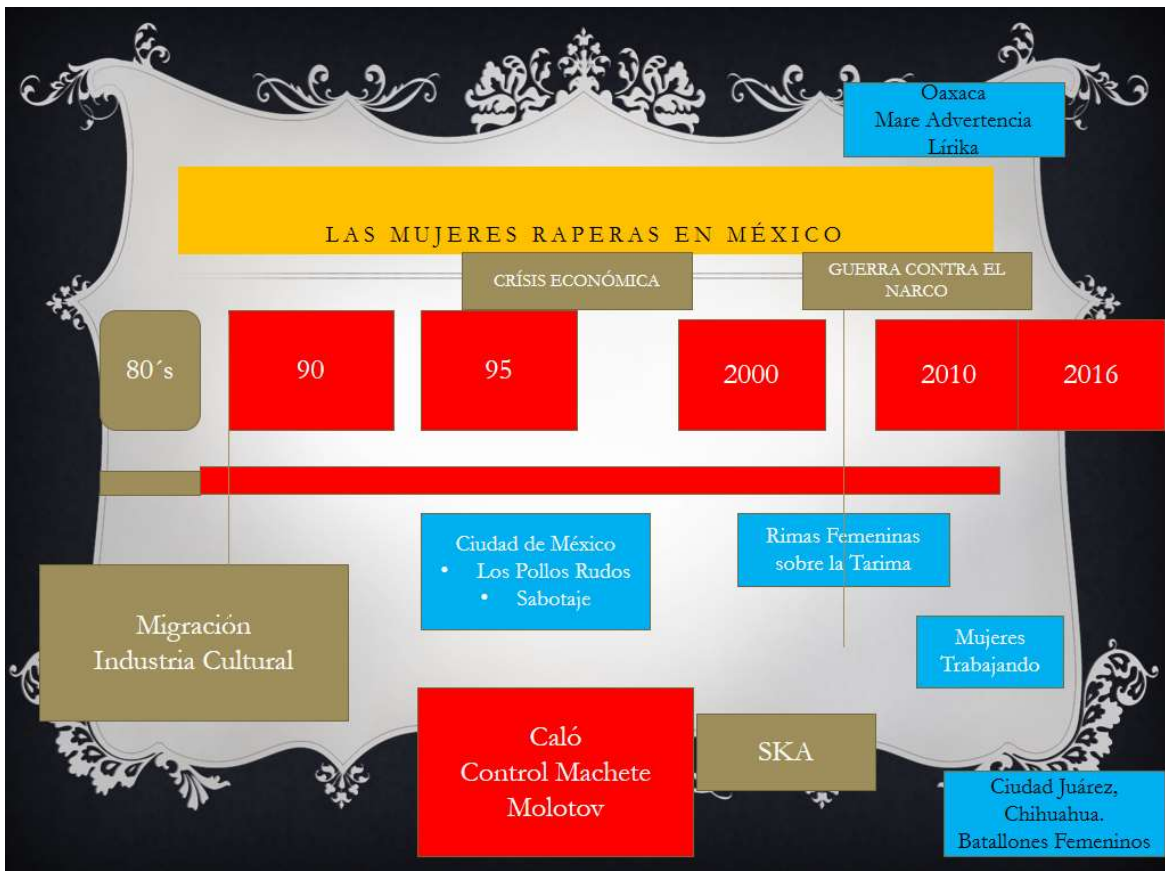 Oaxaca
Mare Advertencia
Lírika
LAS MUJERES RAPERAS EN MÉXICO
CRÍSIS ECONÓMICA
GUERRA CONTRA EL
NARCO
80´s
90
95
2000
2010
2016
Ciudad de México
• Los Pollos Rudos
• Sabotaje
Rimas Femeninas
sobre la Tarima
Migración
Industria Cultural
Mujeres
Trabajando
Caló
Control Machete
Molotov
SKA
Ciudad Juárez,
Chihuahua.
Batallones Femeninos